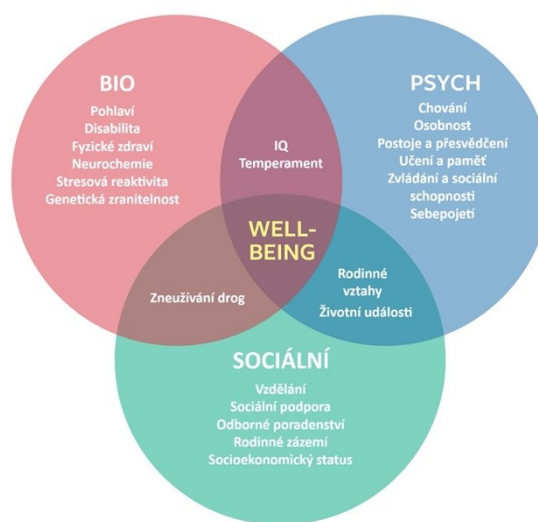 BIO
Pohlaví
Disabilita
Fyzické zdraví
Neurochemie
Stresová reaktivita
Genetická zranitelnost
IQ
Temperament
PSYCH
Chování
Osobnost
Postoje a přesvědčení
Učení a paměť
Zvládání a sociální
schopnosti
Sebepojetí
WELL-
BEING
Zneužívání drog
Rodinné
vztahy
Životní události
SOCIÁLNÍ
Vzdělání
Sociální podpora
Odborné poradenství
Rodinné zázemí
Socioekonomický status